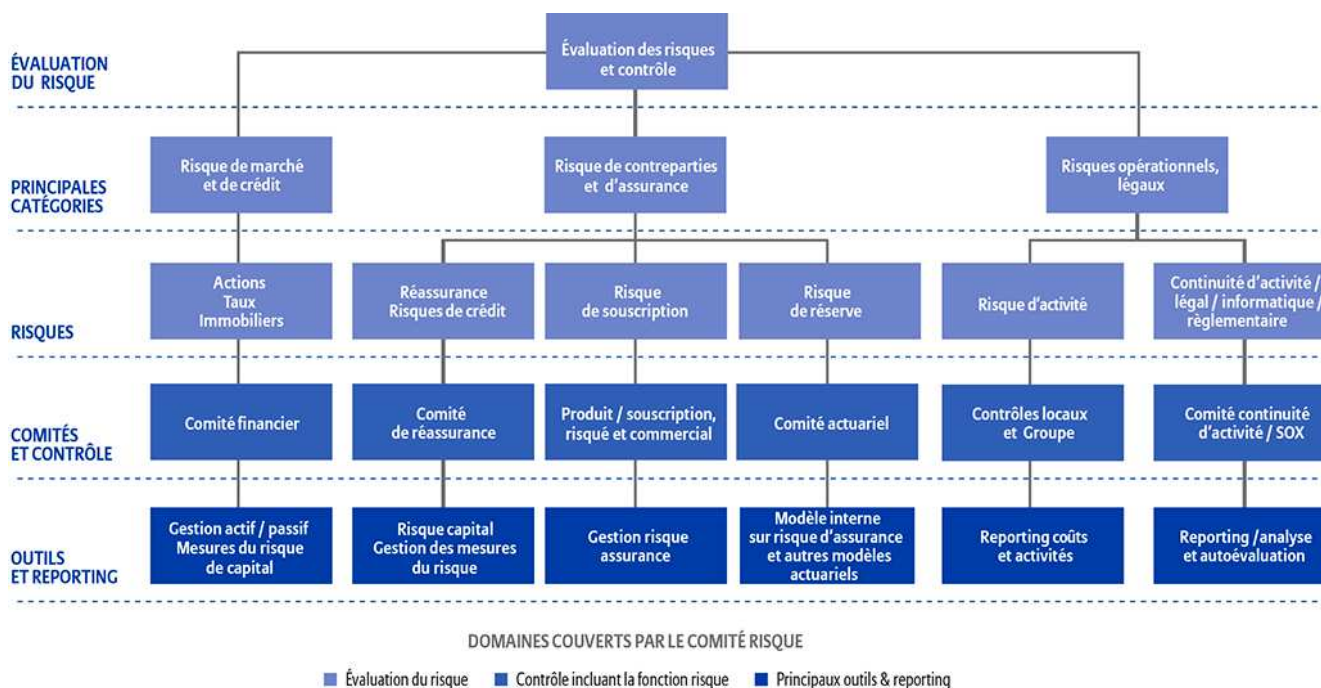 Évaluation des risques
et contrôle
ÉVALUATION
DU RISQUE
Risque de marché
et de crédit
Risque de contreparties
et d'assurance
Risques opérationnels,
légaux
PRINCIPALES
CATÉGORIES
Actions
Taux
Immobiliers
Réassurance
Risques de crédit
Risque
de souscription
Risque
de réserve
Risque d'activité
Continuité d'activité /
légal / informatique /
règlementaire
RISQUES
Comité financier
Comité
de réassurance
Produit / souscription,
risqué et commercial
Comité actuariel
Contrôles locaux
et Groupe
Comité continuité
d'activité / SOX
COMITÉS
ET CONTRÔLE
Gestion actif / passif
Mesures du risque
de capital
Risque capital
Gestion des mesures
du risque
Gestion risque
assurance
Modèle interne
sur risque d'assurance
et autres modèles
actuariels
Reporting coûts
et activités
Reporting /analyse
et autoévaluation
OUTILS
ET REPORTING
DOMAINES COUVERTS PAR LE COMITÉ RISQUE
Évaluation du risque
Contrôle incluant la fonction risque
Principaux outils & reporting